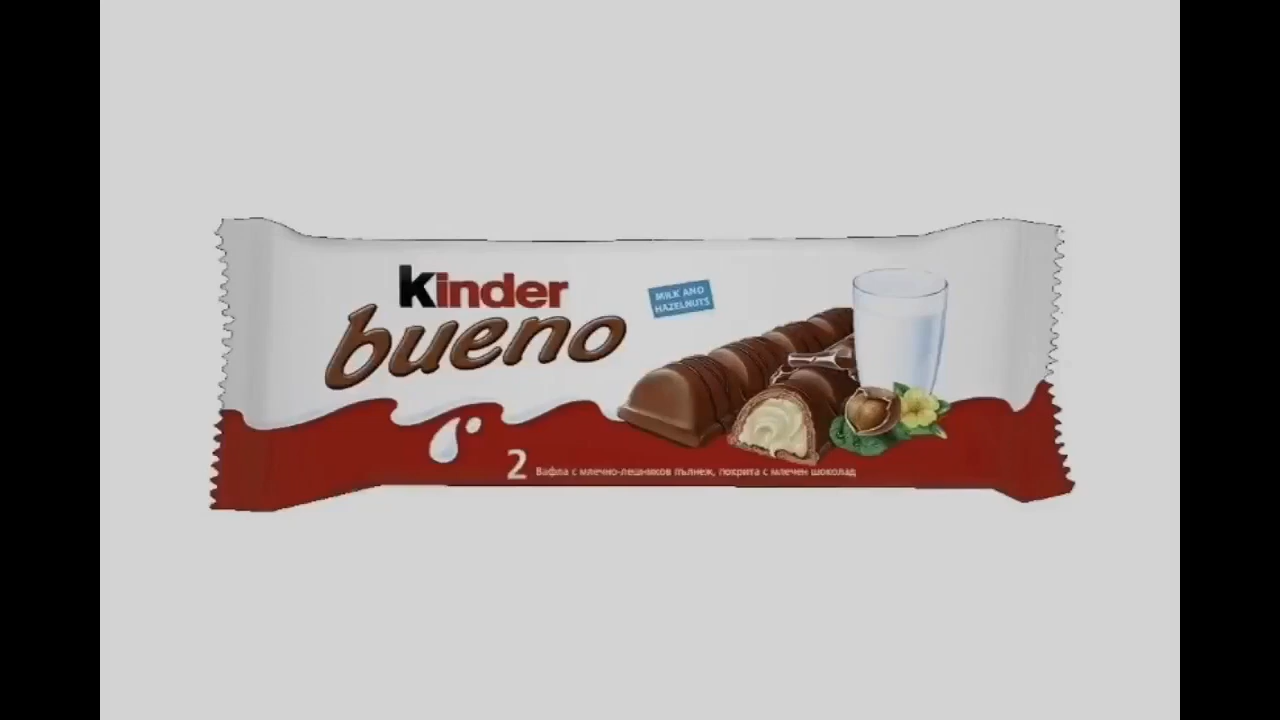 Kinder
bueno
MILK AND
HAZELNUTS
2 Вафла с млечно-лешников пълнеж, покрита с млечен шоколад